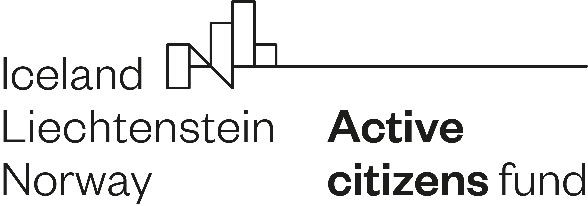 Iceland
Liechtenstein
Norway
Active
citizens fund